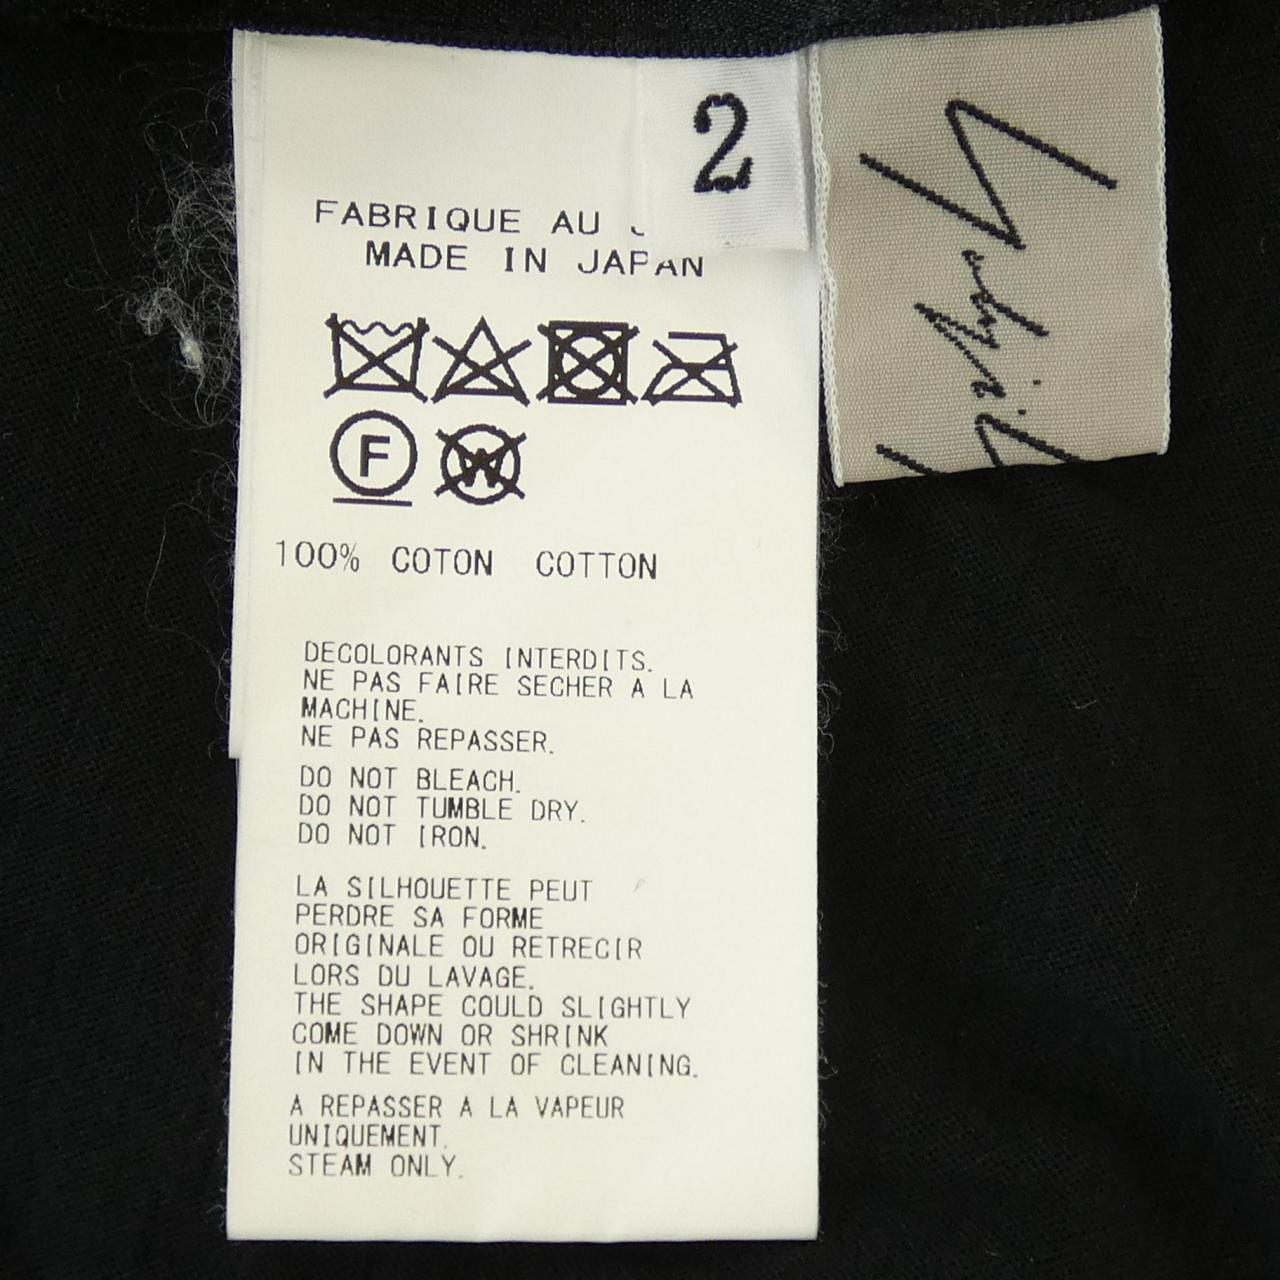 2
FABRIQUE AU
MADE IN JAPAN
F
W
100% COTON COTTON
DECOLORANTS INTERDITS.
NE PAS FAIRE SECHER A LA
MACHINE.
NE PAS REPASSER.
DO NOT BLEACH.
DO NOT TUMBLE DRY.
DO NOT IRON.
LA SILHOUETTE PEUT
PERDRE SA FORME
ORIGINALE OU RETRECIR
LORS DU LAVAGE.
THE SHAPE COULD SLIGHTLY
COME DOWN OR SHRINK
IN THE EVENT OF CLEANING.
A REPASSER A LA VAPEUR
UNIQUEMENT.
STEAM ONLY.